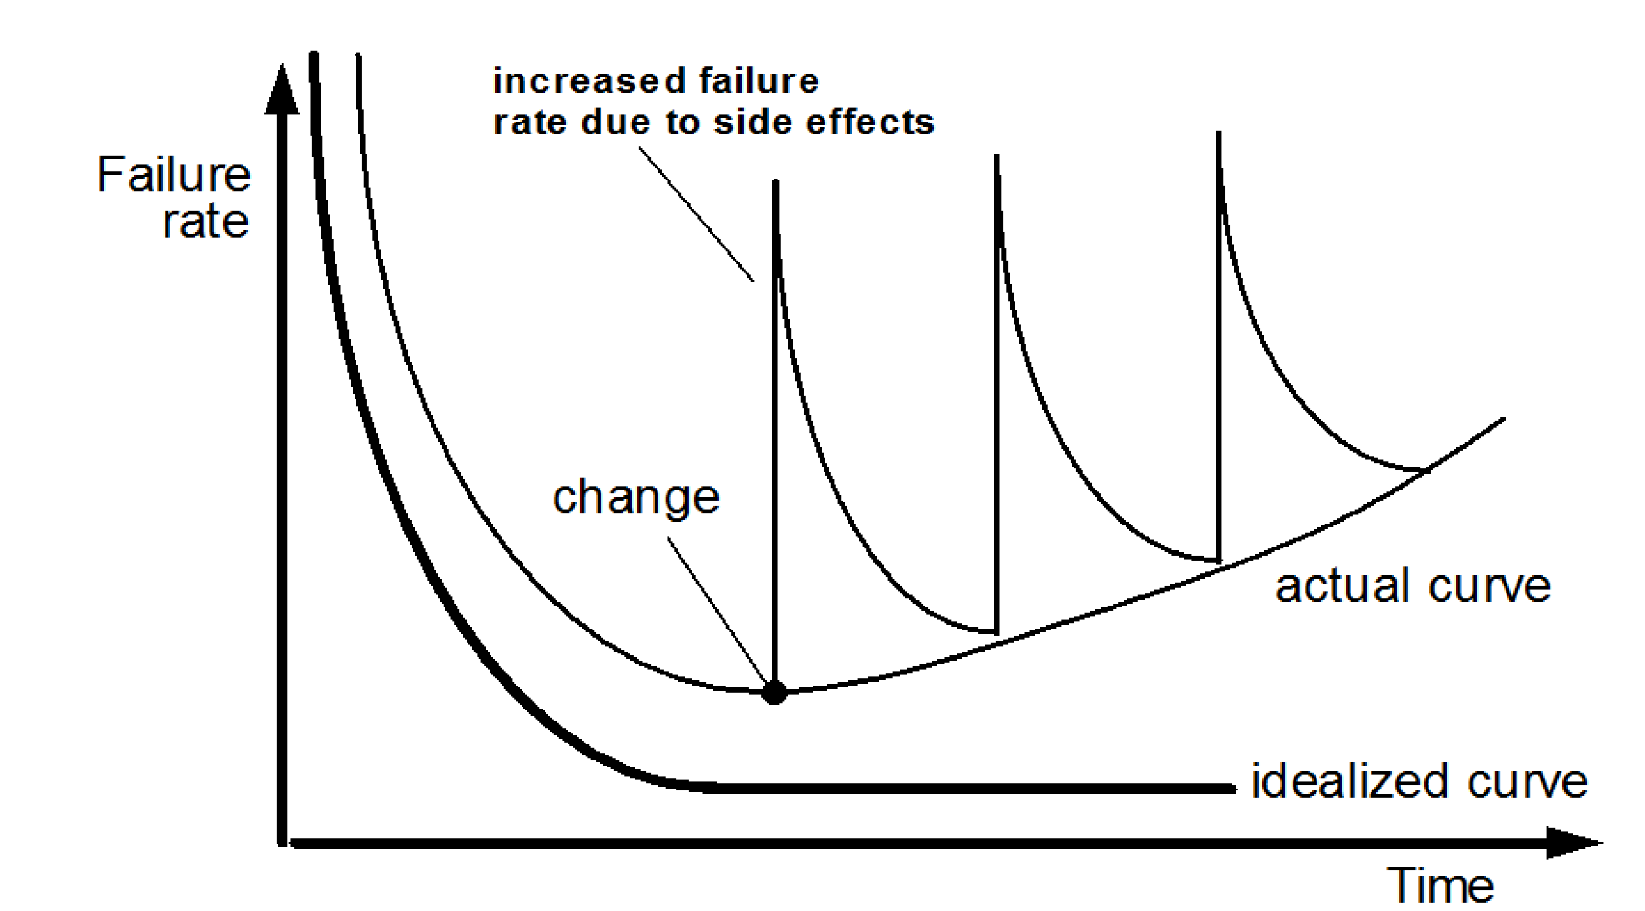 increased failure
rate due to side effects
Failure
rate
change
actual curve
idealized curve
Time